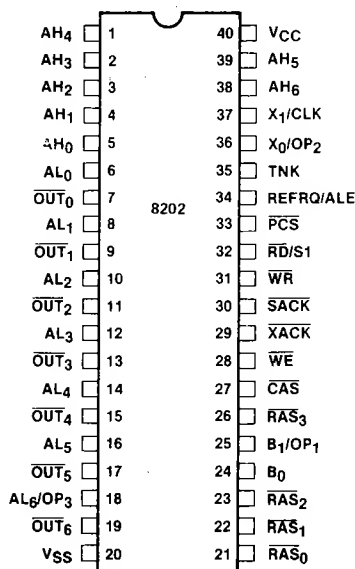 AH4 1 40 VCC
AH3 2 39 AH5
AH2 3 38 AH6
AH1 4 37 X1/CLK
AH0 5 36 X0/OP2
AL0 6 35 TNK
OUT0 7 34 REFRQ/ALE
8202
AL1 8 33 PCS
OUT1 9 32 RD/S1
AL2 10 31 WR
OUT2 11 30 SACK
AL3 12 29 XACK
OUT3 13 28 WE
AL4 14 27 CAS
OUT4 15 26 RAS3
AL5 16 25 B1/OP1
OUT5 17 24 B0
AL6/OP3 18 23 RAS2
OUT6 19 22 RAS1
VSS 20 21 RAS0